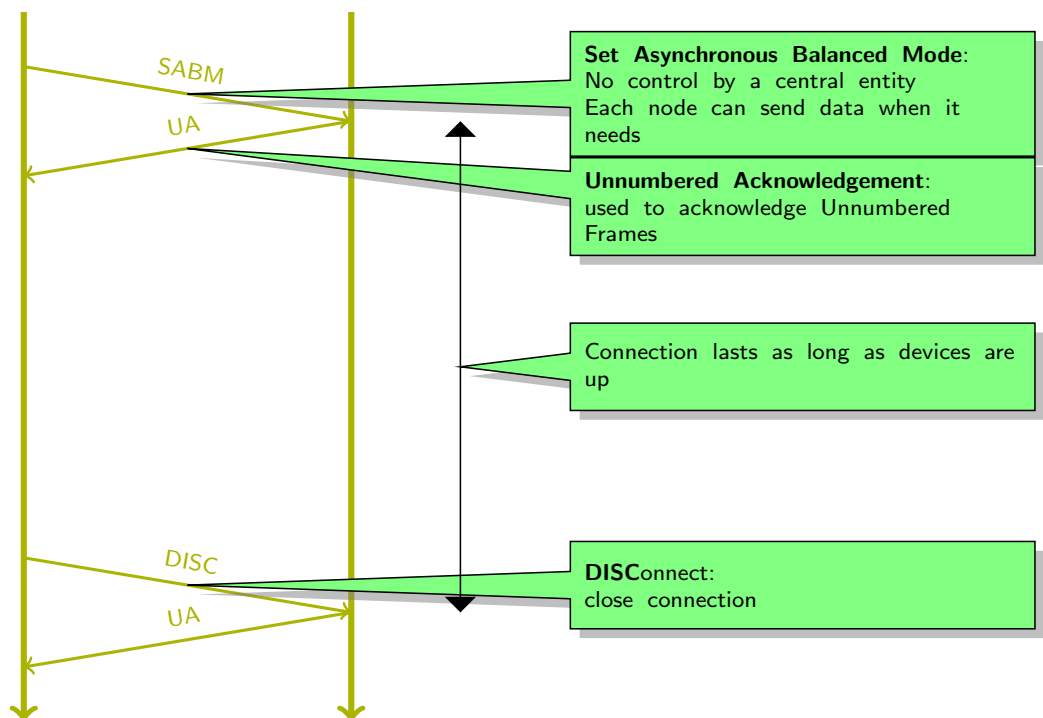 SABM
UA
Set Asynchronous Balanced Mode:
No control by a central entity
Each node can send data when it
needs
Unnumbered Acknowledgement:
used to acknowledge Unnumbered
Frames
Connection lasts as long as devices are
up
DISC
UA
DISConnect:
close connection